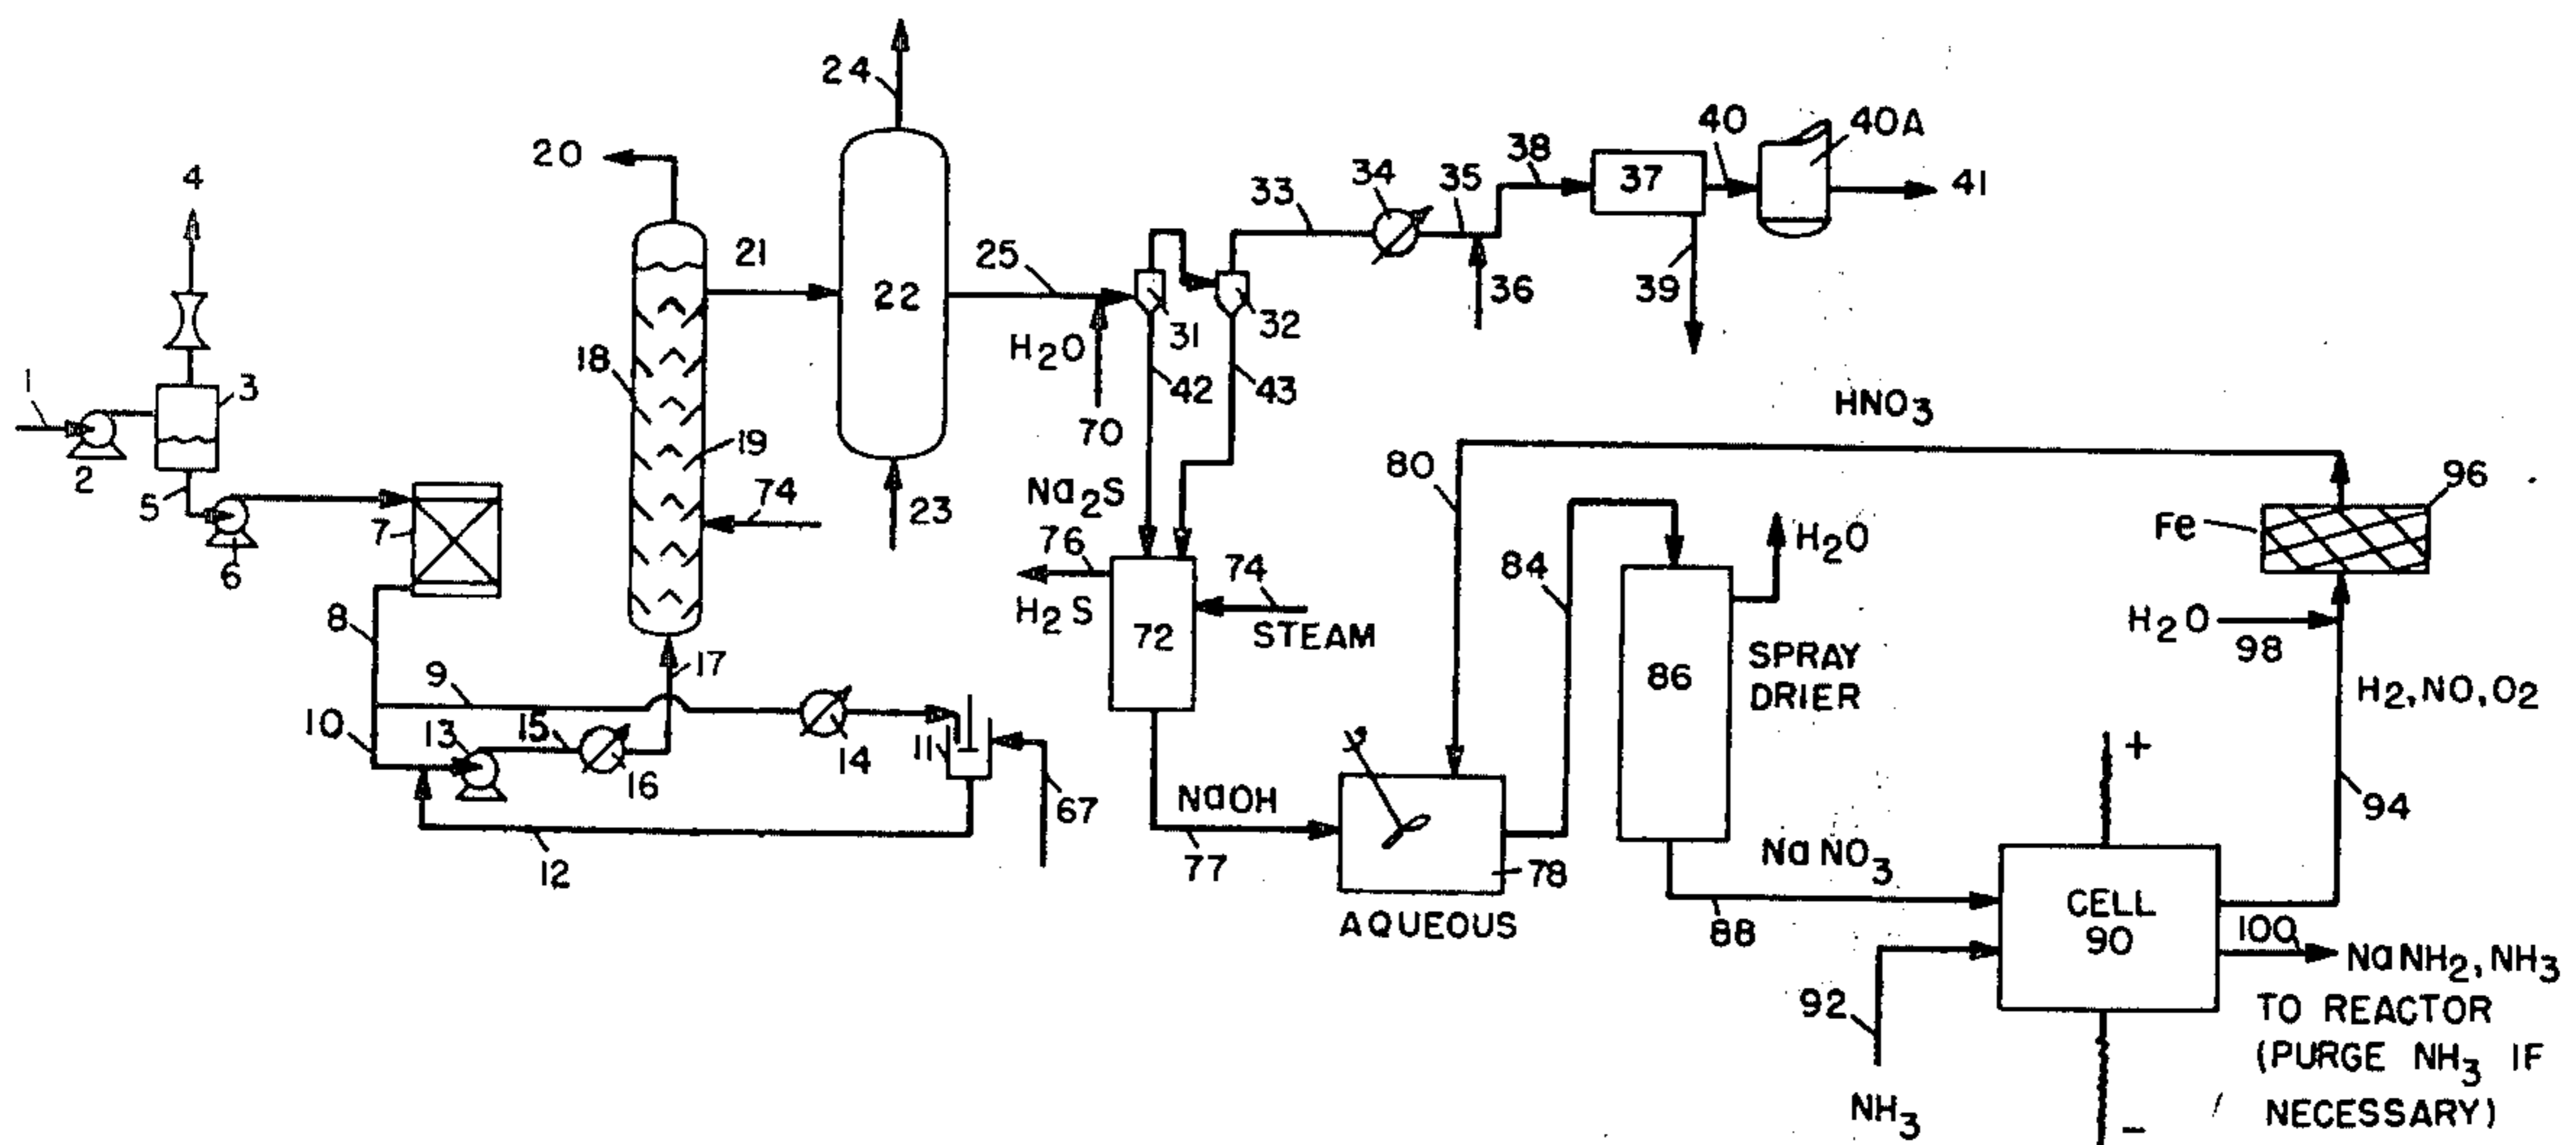 24
20
4
21
25
H2O
70
22
18
19
74
23
1
2
3
5
6
7
8
9
10
13
15
16
17
14
11
12
67
31
32
42
43
33
34
35
36
38
37
39
40
40A
41
Na2S
76
H2S
72
74
STEAM
NaOH
77
78
AQUEOUS
80
HNO3
84
H2O
86
SPRAY
DRIER
NaNO3
88
Fe
96
H2O
98
H2, NO, O2
94
+
CELL
90
100
NaNH2, NH3
TO REACTOR
(PURGE NH3 IF
NECESSARY)
92
NH3
−